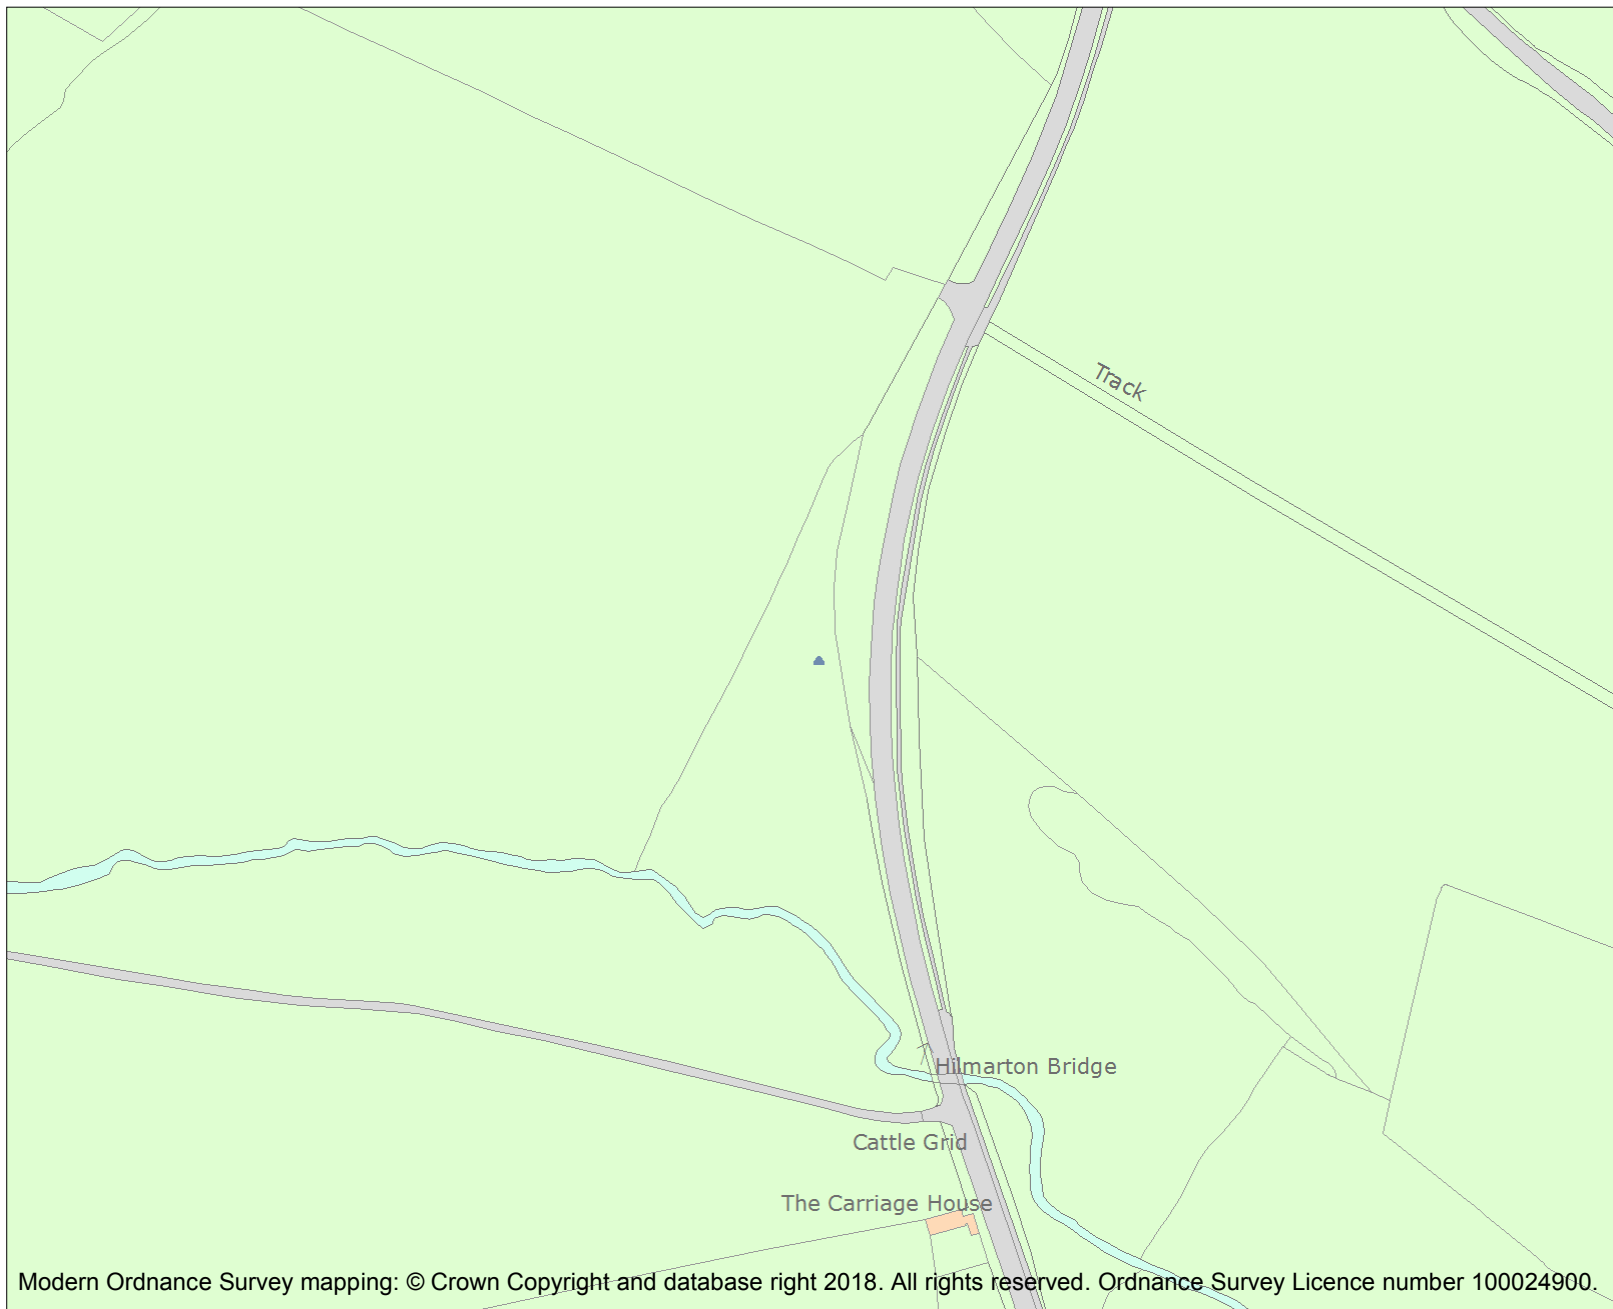 Track
Hilmarton Bridge
Cattle Grid
The Carriage House
Modern Ordnance Survey mapping: © Crown Copyright and database right 2018. All rights reserved. Ordnance Survey Licence number 100024900.